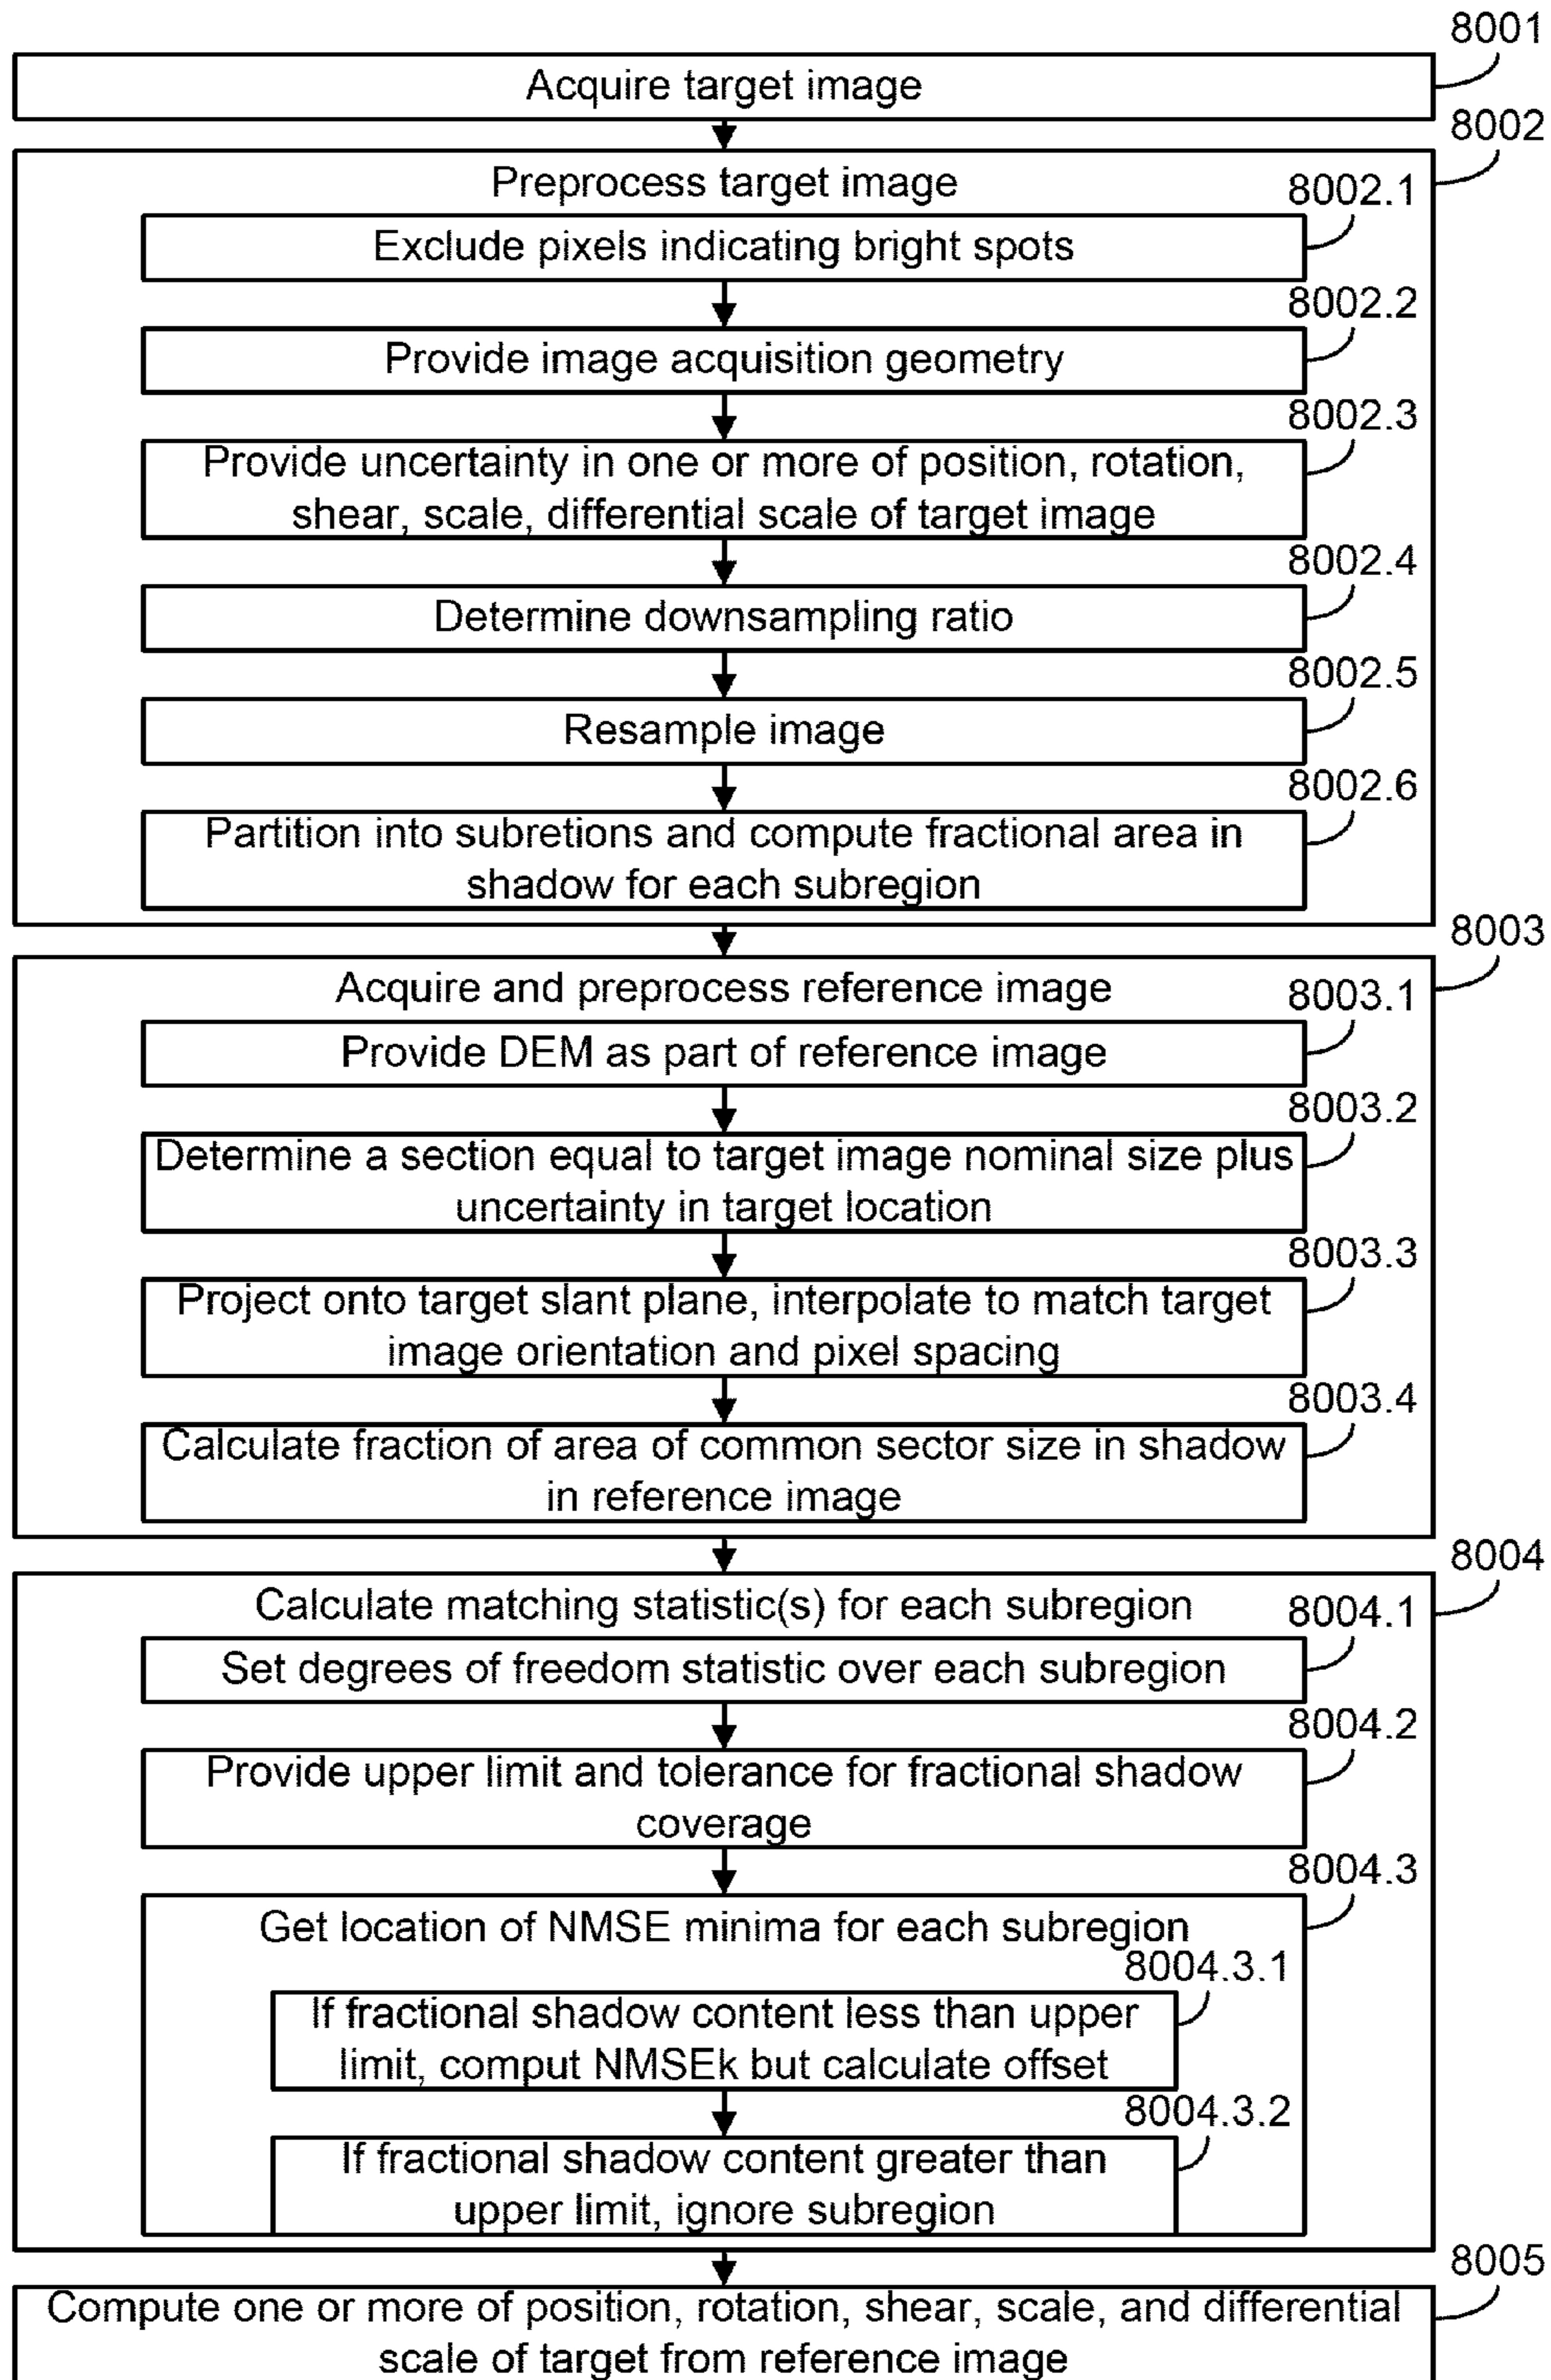 8001
Acquire target image
8002
Preprocess target image
8002.1
Exclude pixels indicating bright spots
8002.2
Provide image acquisition geometry
8002.3
Provide uncertainty in one or more of position, rotation,
shear, scale, differential scale of target image
8002.4
Determine downsampling ratio
8002.5
Resample image
8002.6
Partition into subretions and compute fractional area in
shadow for each subregion
8003
Acquire and preprocess reference image
8003.1
Provide DEM as part of reference image
8003.2
Determine a section equal to target image nominal size plus
uncertainty in target location
8003.3
Project onto target slant plane, interpolate to match target
image orientation and pixel spacing
8003.4
Calculate fraction of area of common sector size in shadow
in reference image
8004
Calculate matching statistic(s) for each subregion
8004.1
Set degrees of freedom statistic over each subregion
8004.2
Provide upper limit and tolerance for fractional shadow
coverage
8004.3
Get location of NMSE minima for each subregion
8004.3.1
If fractional shadow content less than upper
limit, comput NMSEk but calculate offset
8004.3.2
If fractional shadow content greater than
upper limit, ignore subregion
8005
Compute one or more of position, rotation, shear, scale, and differential
scale of target from reference image